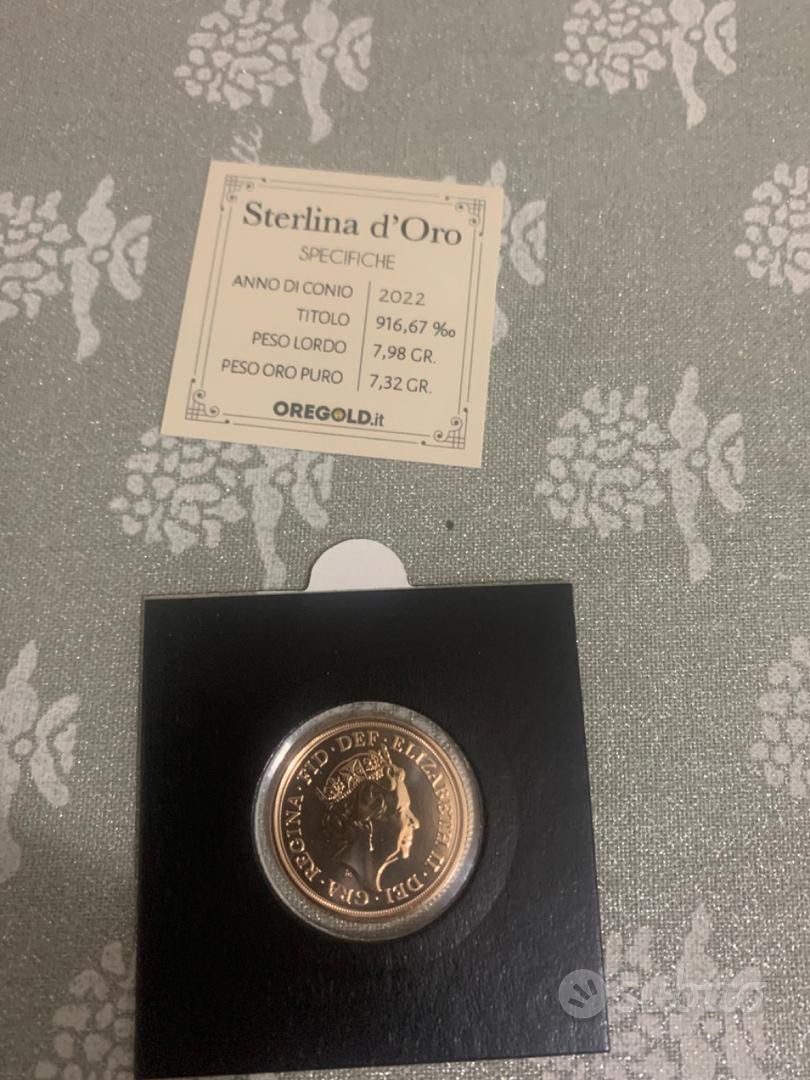 Sterlina d'Oro
SPECIFICHE
ANNO DI CONIO 2022
TITOLO 916,67 ‰
PESO LORDO 7,98 GR.
PESO ORO PURO 7,32 GR.
OREGOLD.it
ELIZABETH II · DEI · GRA · REGINA · FID · DEF ·
subito